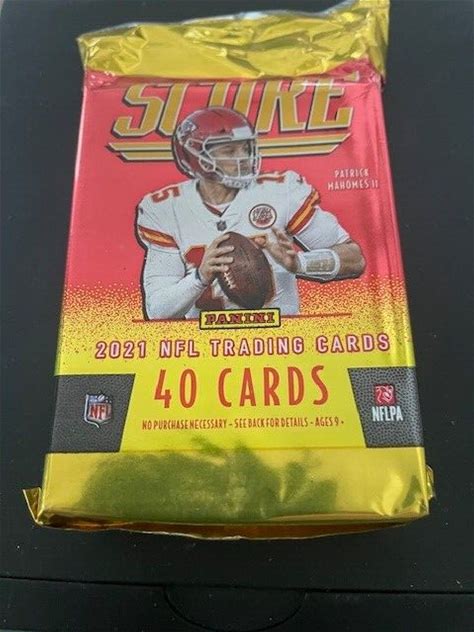 SCORE
PATRICK
MAHOMES II
15
PANINI
2021 NFL TRADING CARDS
40 CARDS
NFL
NFLPA
NO PURCHASE NECESSARY - SEE BACK FOR DETAILS - AGES 9+